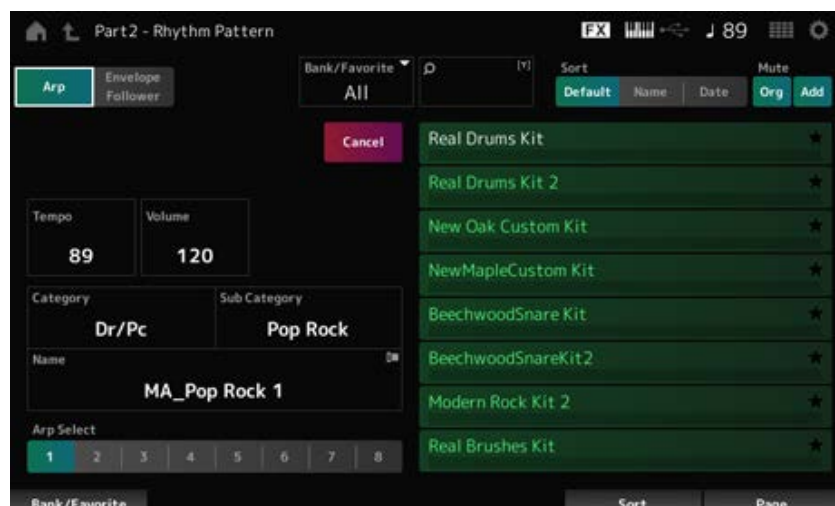 Part2 - Rhythm Pattern
FX
♩ 89
Arp
Envelope
Follower
Bank/Favorite
All
[Y]
Sort
Default Name Date
Mute
Org Add
Cancel
Tempo
89
Volume
120
Category
Dr/Pc
Sub Category
Pop Rock
Name
MA_Pop Rock 1
Arp Select
1 2 3 4 5 6 7 8
Real Drums Kit
Real Drums Kit 2
New Oak Custom Kit
NewMapleCustom Kit
BeechwoodSnare Kit
BeechwoodSnareKit2
Modern Rock Kit 2
Real Brushes Kit
Bank/Favorite
Sort
Page